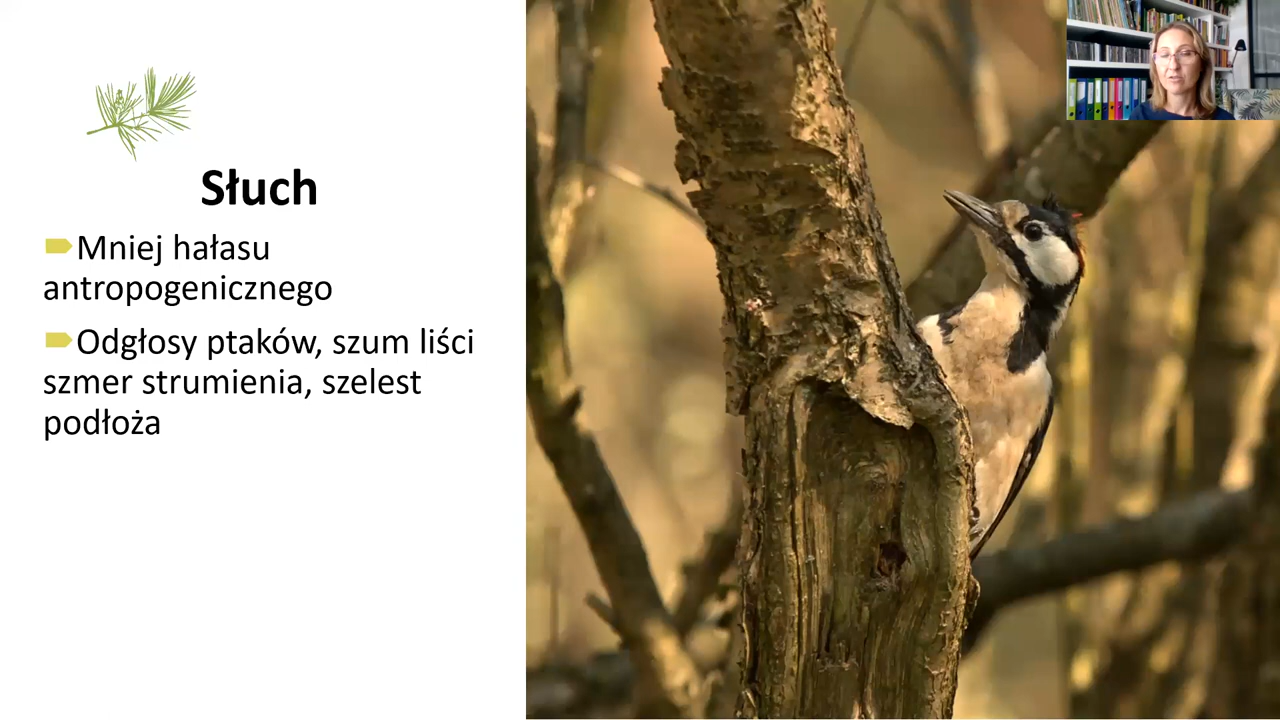 Słuch
Mniej hałasu
antropogenicznego
Odgłosy ptaków, szum liści
szmer strumienia, szelest
podłoża